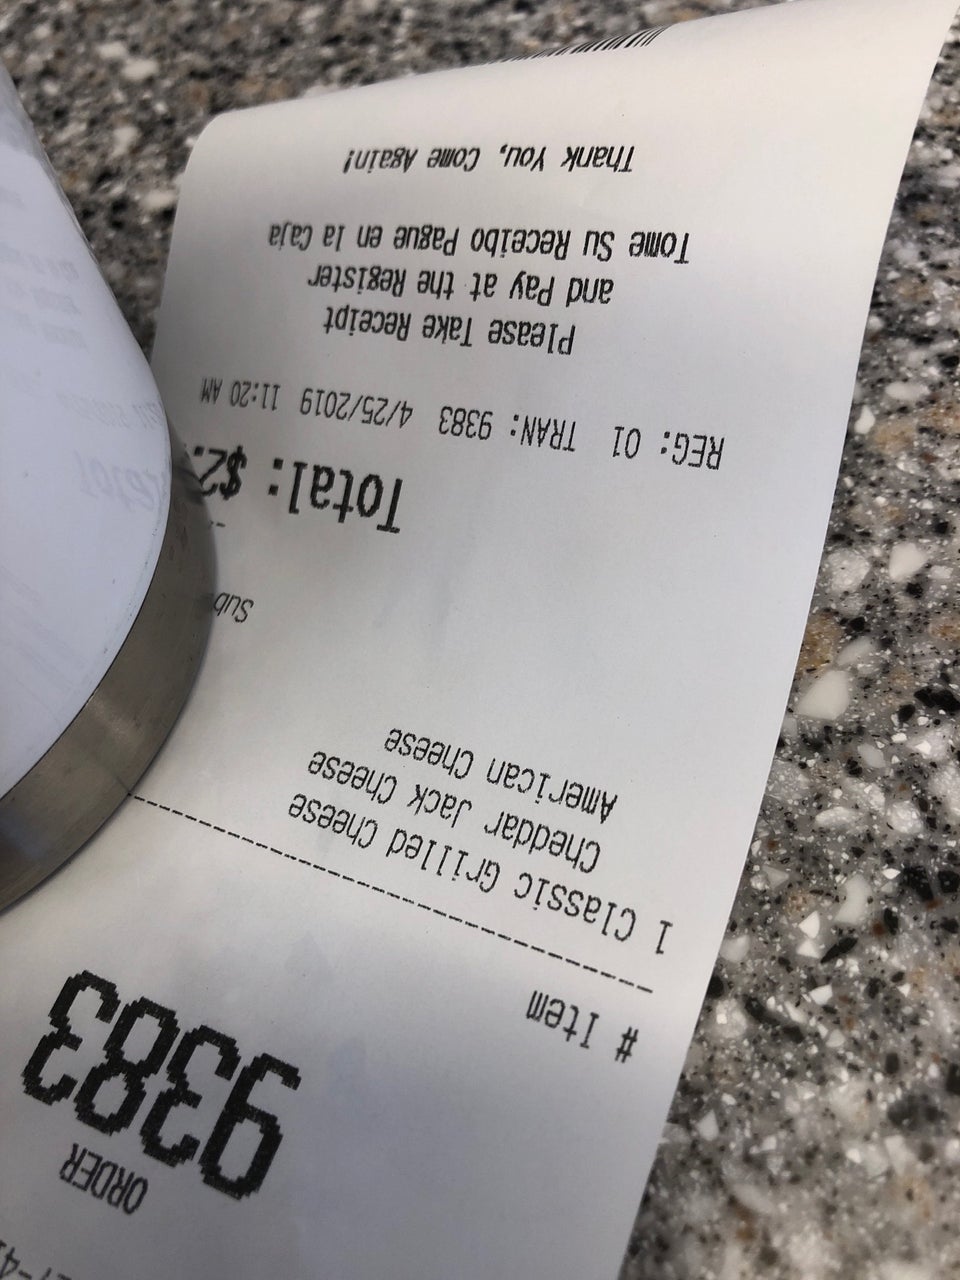 ORDER
9383
# Item
1 Classic Grilled Cheese
Cheddar Jack Cheese
American Cheese
Total: $2.
REG: 01 TRAN: 9383 4/25/2019 11:20 AM
Please Take Receipt
and Pay at the Register
Tome Su Receibo Pague en la Caja
Thank You, Come Again!